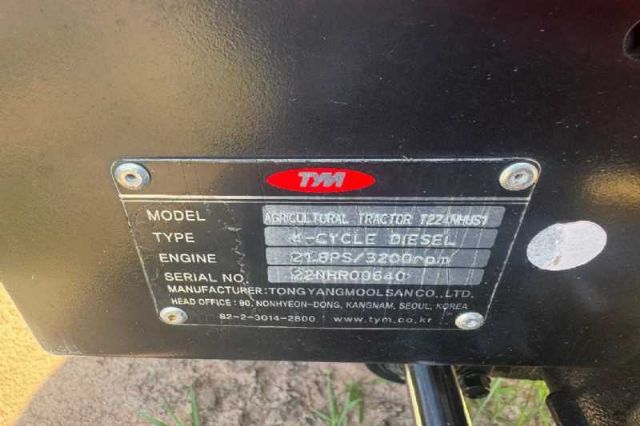 TYM
MODEL AGRICULTURAL TRACTOR T224NHUS1
TYPE 4-CYCLE DIESEL
ENGINE 21.8PS/3200rpm
SERIAL NO. 22NHR00640
MANUFACTURER:TONGYANGMOOLSANCO.,LTD.
HEAD OFFICE : 90, NONHYEON-DONG, KANGNAM, SEOUL, KOREA
82-2-3014-2800 www.tym.co.kr